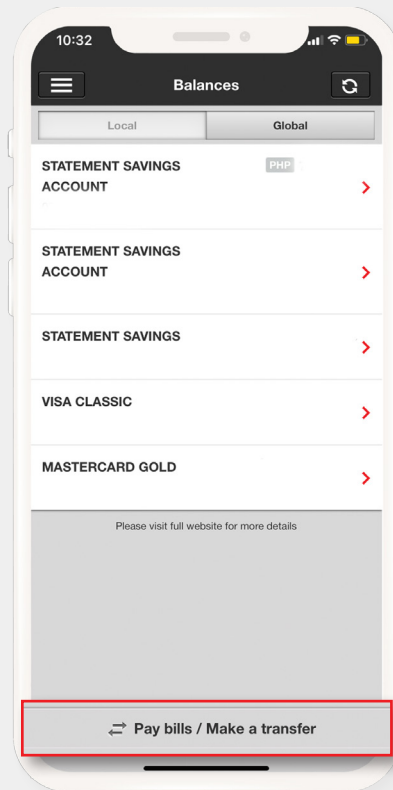 10:32
Balances
Local Global
STATEMENT SAVINGS PHP
ACCOUNT
STATEMENT SAVINGS
ACCOUNT
STATEMENT SAVINGS
VISA CLASSIC
MASTERCARD GOLD
Please visit full website for more details
Pay bills / Make a transfer